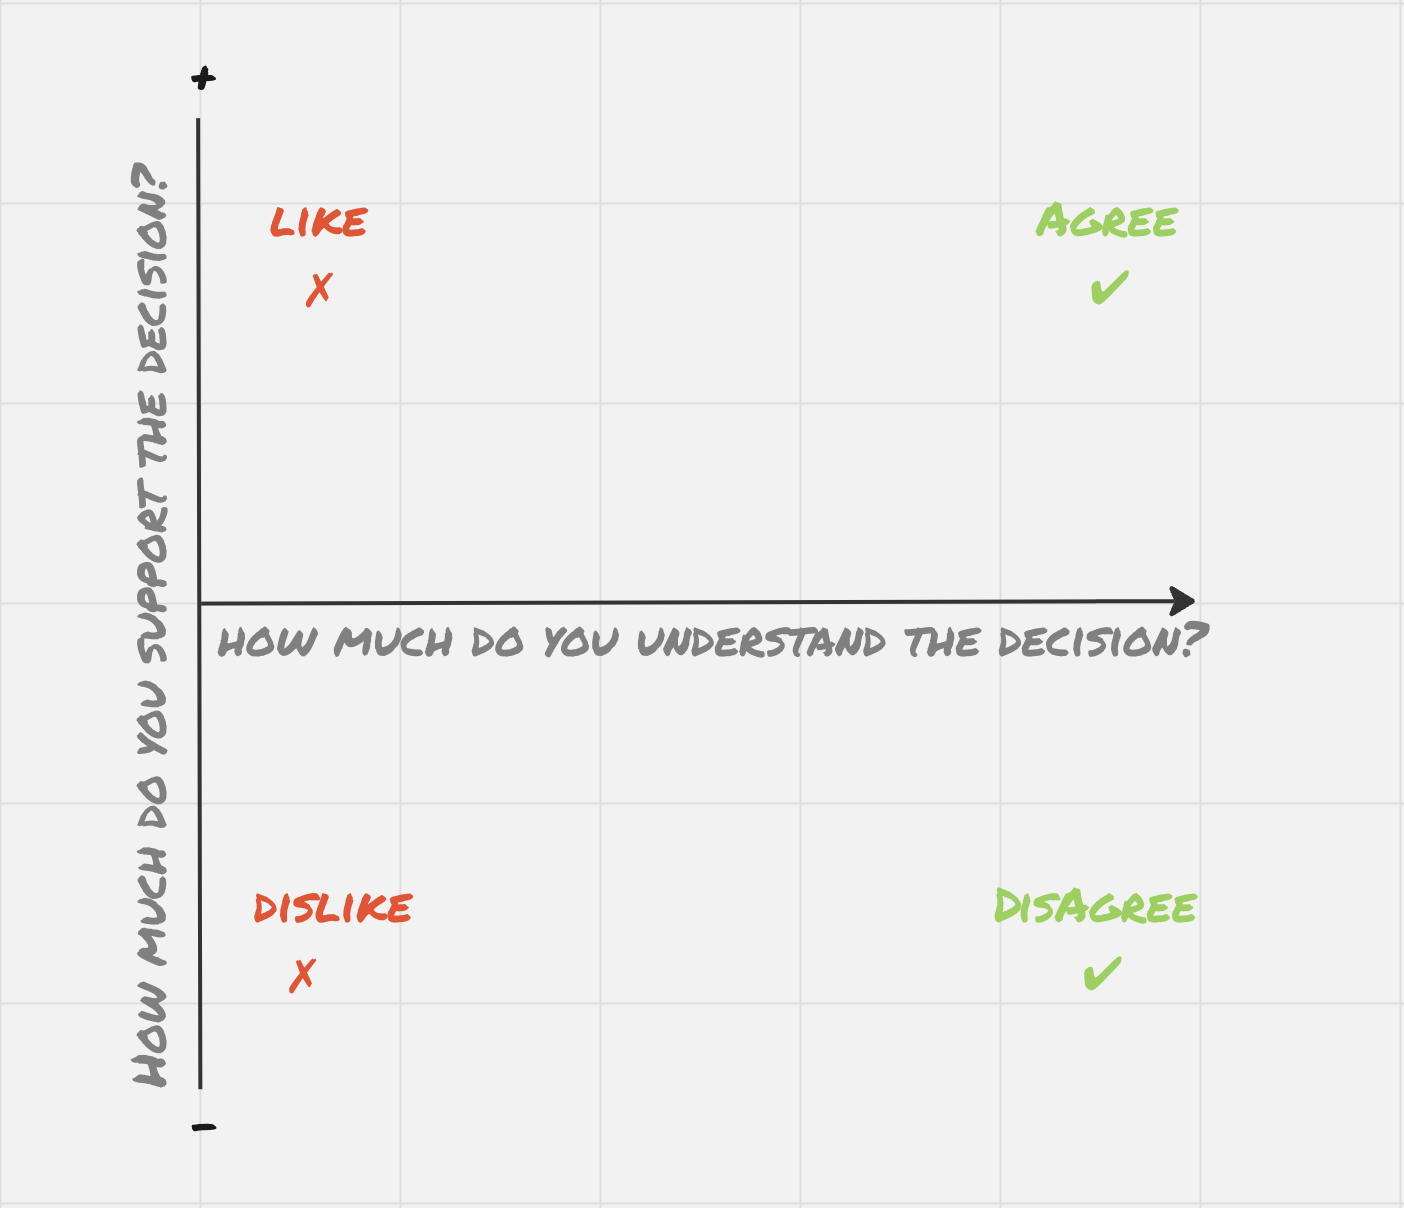 +
HOW MUCH DO YOU SUPPORT THE DECISION?
LIKE
✗
AGREE
✔
HOW MUCH DO YOU UNDERSTAND THE DECISION?
DISLIKE
✗
DISAGREE
✔
-